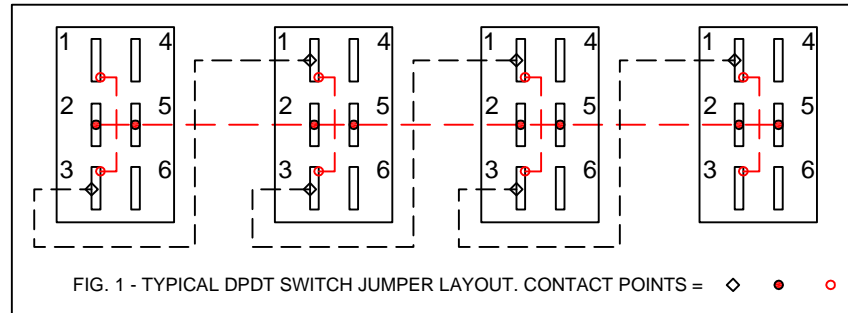 1 4 1 4 1 4 1 4
2 5 2 5 2 5 2 5
3 6 3 6 3 6 3 6
FIG. 1 - TYPICAL DPDT SWITCH JUMPER LAYOUT. CONTACT POINTS =